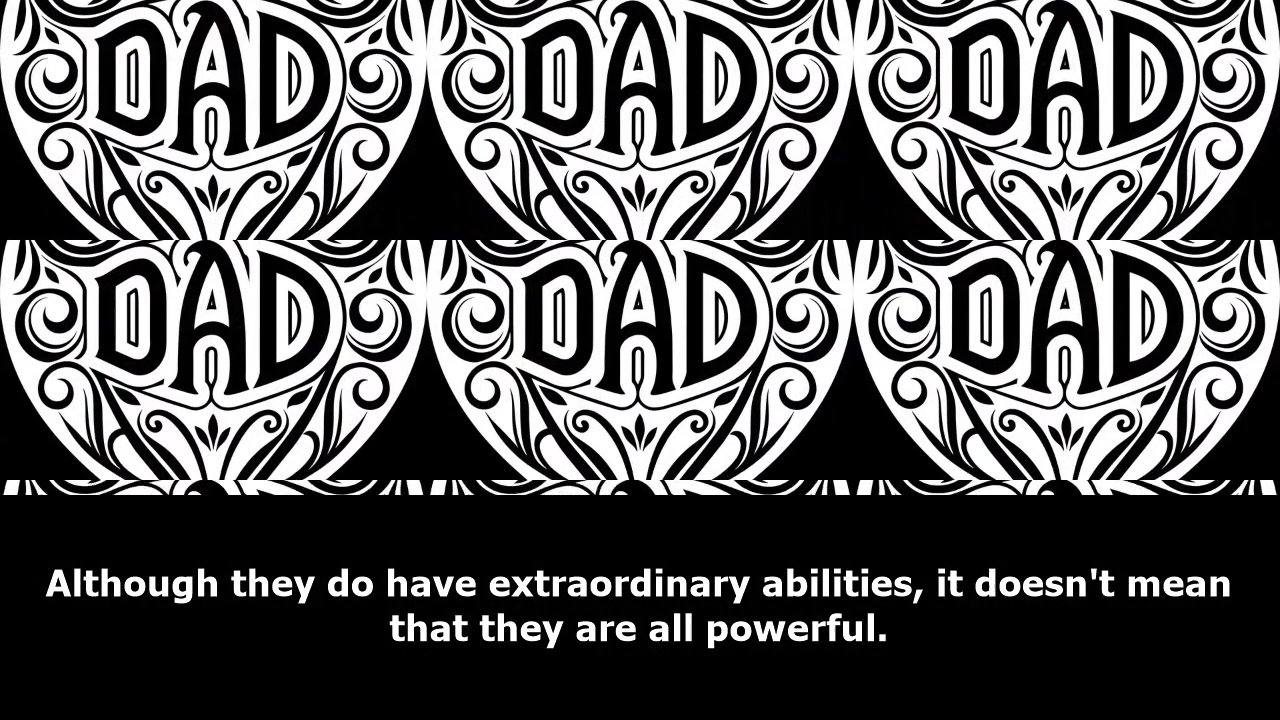 DAD DAD DAD
DAD DAD DAD
Although they do have extraordinary abilities, it doesn't mean
that they are all powerful.